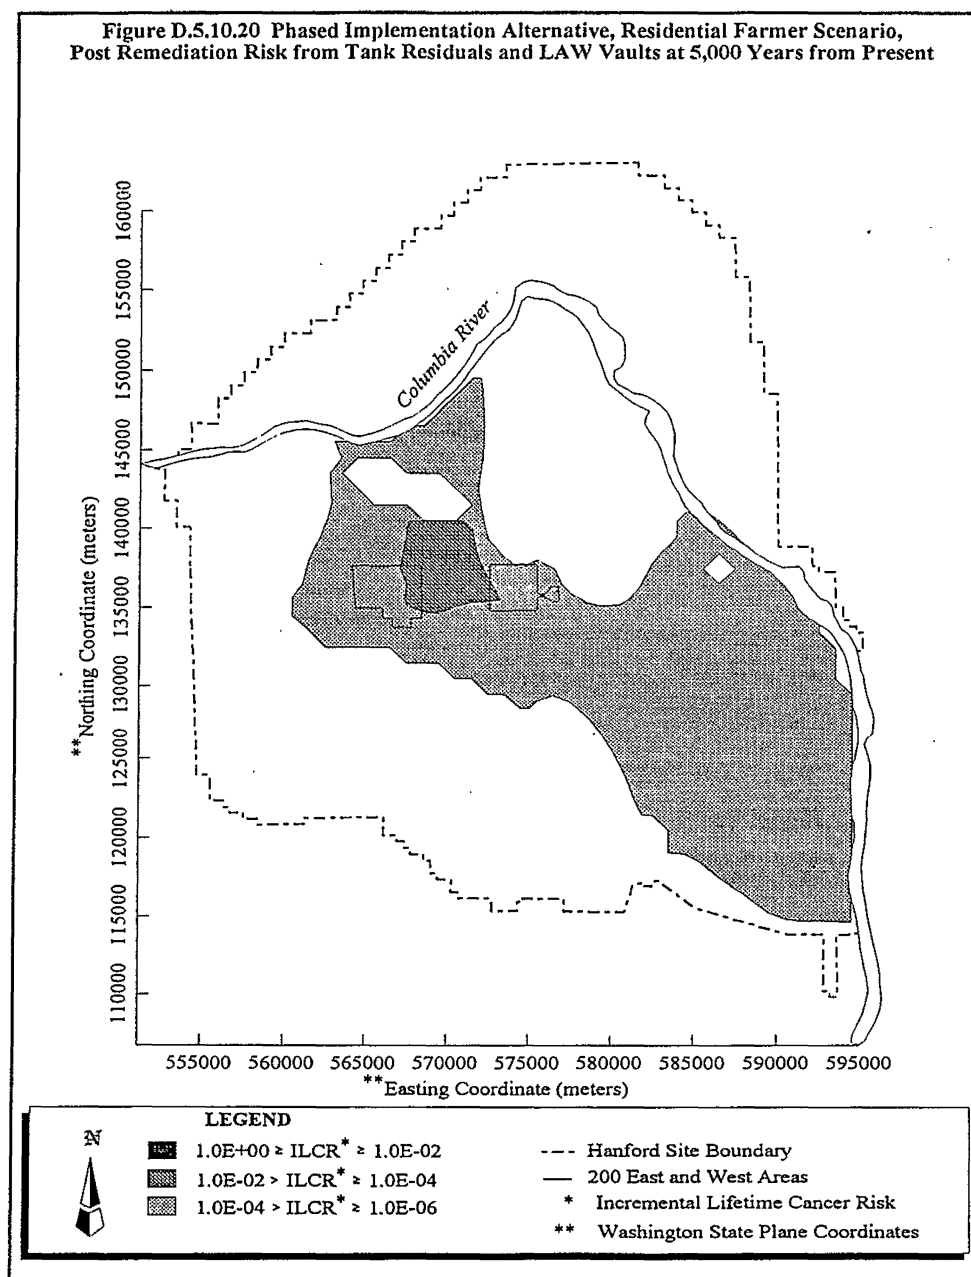 Figure D.5.10.20 Phased Implementation Alternative, Residential Farmer Scenario,
Post Remediation Risk from Tank Residuals and LAW Vaults at 5,000 Years from Present
Columbia River
**Northing Coordinate (meters)
160000
155000
150000
145000
140000
135000
130000
125000
120000
115000
110000
555000 560000 565000 570000 575000 580000 585000 590000 595000
**Easting Coordinate (meters)
LEGEND
N
1.0E+00 ≥ ILCR* ≥ 1.0E-02
1.0E-02 > ILCR* ≥ 1.0E-04
1.0E-04 > ILCR* ≥ 1.0E-06
Hanford Site Boundary
200 East and West Areas
* Incremental Lifetime Cancer Risk
** Washington State Plane Coordinates